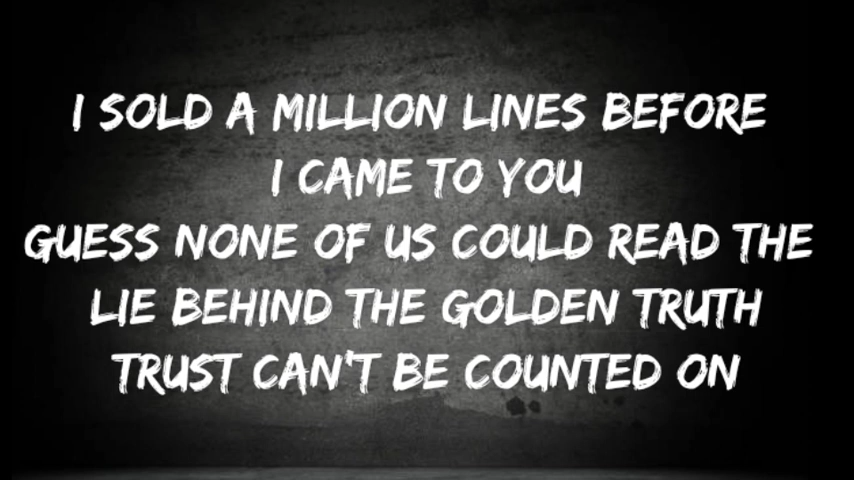 I SOLD A MILLION LINES BEFORE
I CAME TO YOU
GUESS NONE OF US COULD READ THE
LIE BEHIND THE GOLDEN TRUTH
TRUST CAN'T BE COUNTED ON